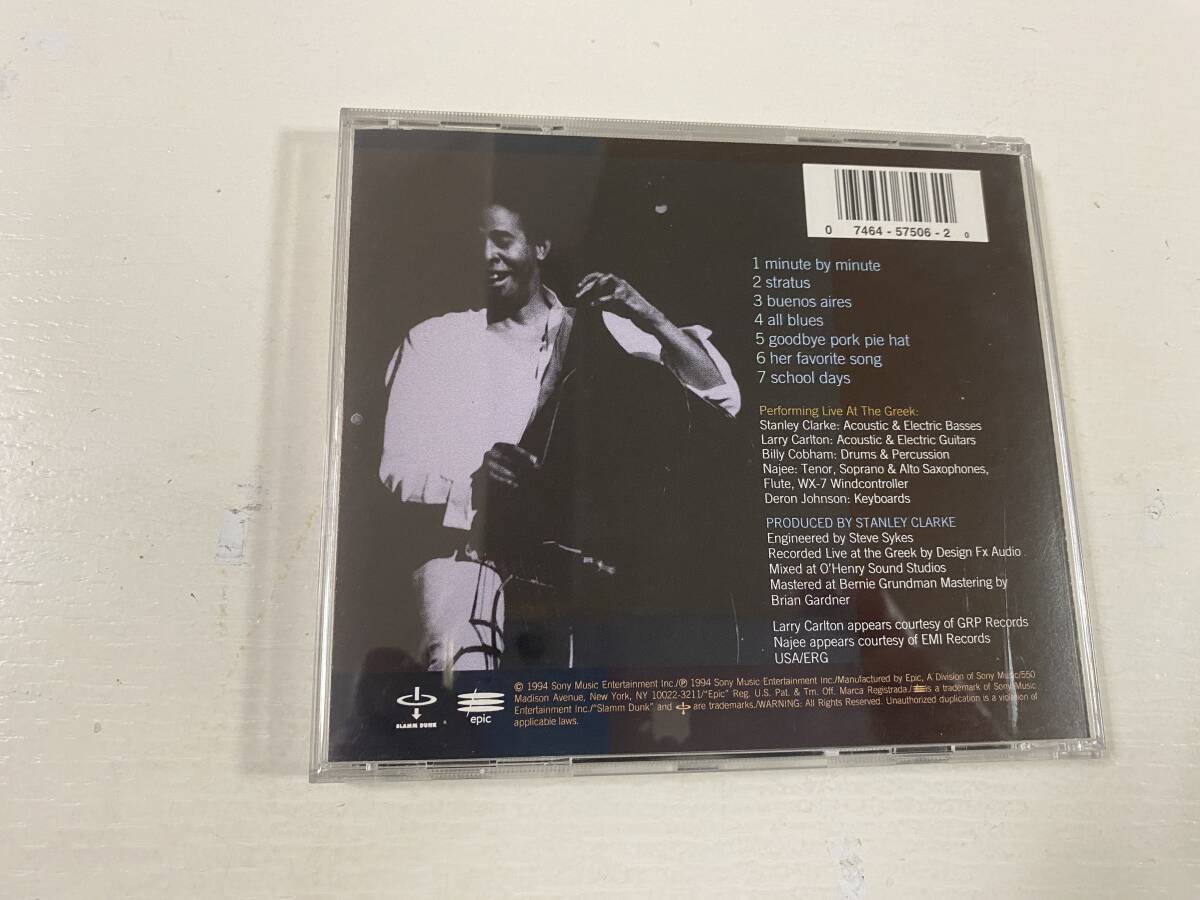 0 7464-57506-2 0
1 minute by minute
2 stratus
3 buenos aires
4 all blues
5 goodbye pork pie hat
6 her favorite song
7 school days
Performing Live At The Greek:
Stanley Clarke: Acoustic & Electric Basses
Larry Carlton: Acoustic & Electric Guitars
Billy Cobham: Drums & Percussion
Najee: Tenor, Soprano & Alto Saxophones,
Flute, WX-7 Windcontroller
Deron Johnson: Keyboards
PRODUCED BY STANLEY CLARKE
Engineered by Steve Sykes
Recorded Live at the Greek by Design Fx Audio
Mixed at O'Henry Sound Studios
Mastered at Bernie Grundman Mastering by
Brian Gardner
Larry Carlton appears courtesy of GRP Records
Najee appears courtesy of EMI Records
USA/ERG
SLAMM DUNK
epic
© 1994 Sony Music Entertainment Inc./℗ 1994 Sony Music Entertainment Inc./Manufactured by Epic, A Division of Sony Music/550
Madison Avenue, New York, NY 10022-3211/"Epic" Reg. U.S. Pat. & Tm. Off. Marca Registrada./ is a trademark of Sony Music
Entertainment Inc./"Slamm Dunk" and are trademarks./WARNING: All Rights Reserved. Unauthorized duplication is a violation of
applicable laws.